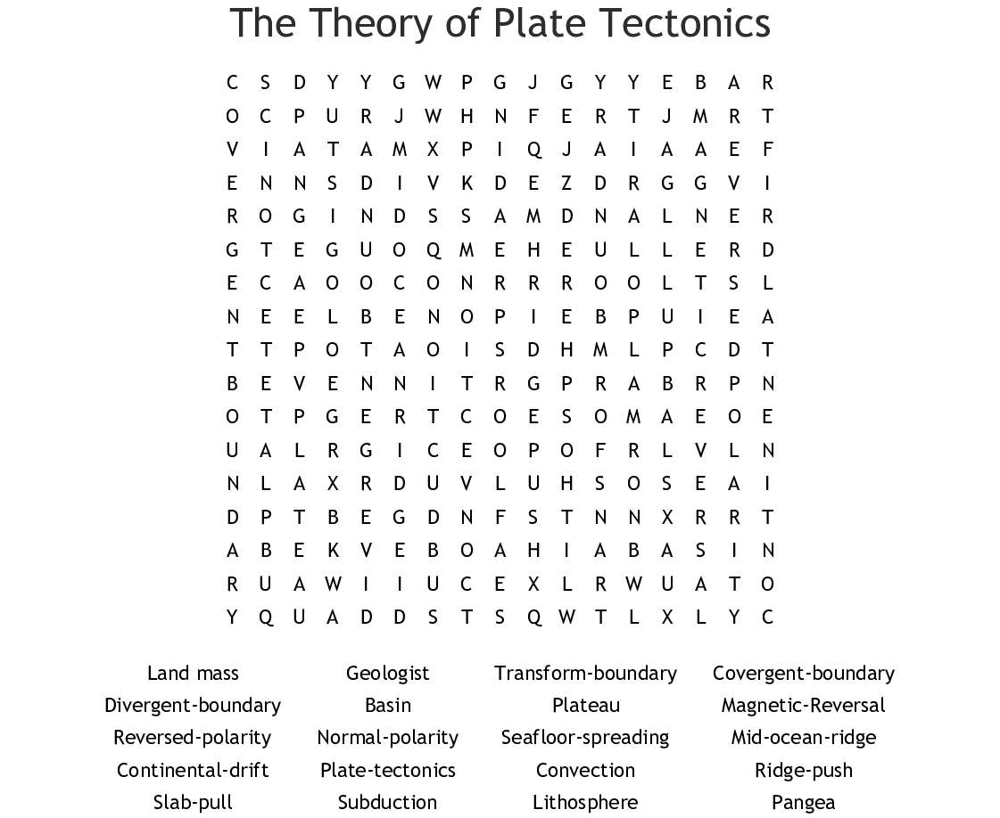 The Theory of Plate Tectonics
C S D Y Y G W P G J G Y Y E B A R
O C P U R J W H N F E R T J M R T
V I A T A M X P I Q J A I A A E F
E N N S D I V K D E Z D R G G V I
R O G I N D S S A M D N A L N E R
G T E G U O Q M E H E U L L E R D
E C A O O C O N R R R O O L T S L
N E E L B E N O P I E B P U I E A
T T P O T A O I S D H M L P C D T
B E V E N N I T R G P R A B R P N
O T P G E R T C O E S O M A E O E
U A L R G I C E O P O F R L V L N
N L A X R D U V L U H S O S E A I
D P T B E G D N F S T N N X R R T
A B E K V E B O A H I A B A S I N
R U A W I I U C E X L R W U A T O
Y Q U A D D S T S Q W T L X L Y C
Land mass Geologist Transform-boundary Covergent-boundary
Divergent-boundary Basin Plateau Magnetic-Reversal
Reversed-polarity Normal-polarity Seafloor-spreading Mid-ocean-ridge
Continental-drift Plate-tectonics Convection Ridge-push
Slab-pull Subduction Lithosphere Pangea